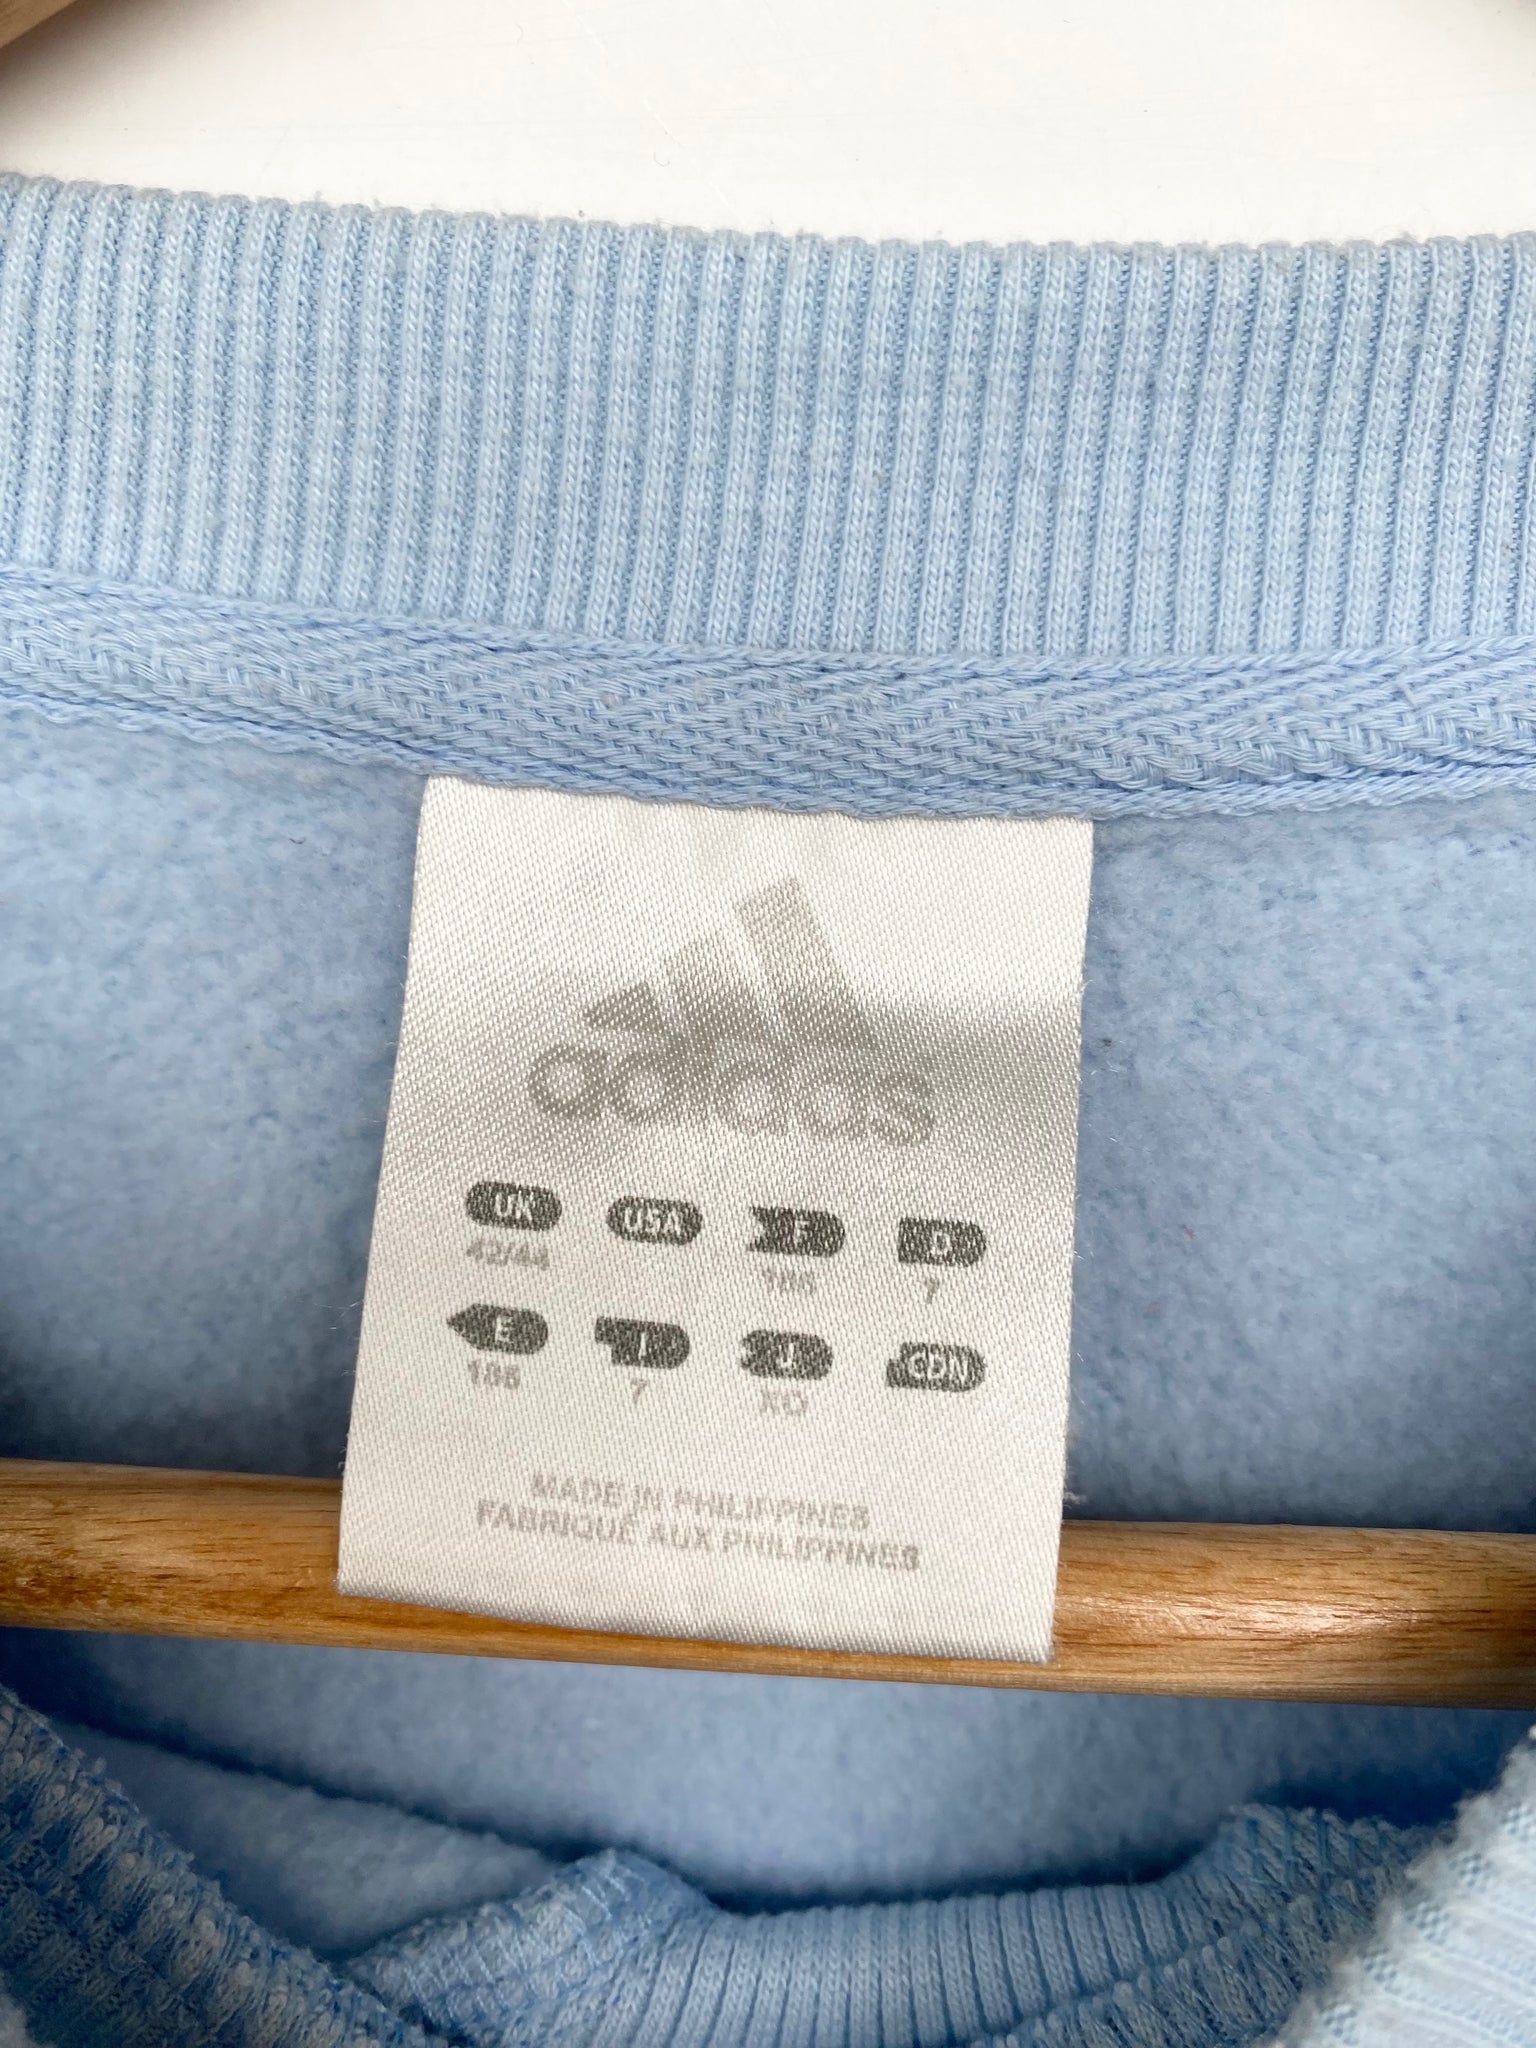 adidas
UK USA F D
42/44 186 7
E I J CDN
186 7 XO
MADE IN PHILIPPINES
FABRIQUÉ AUX PHILIPPINES